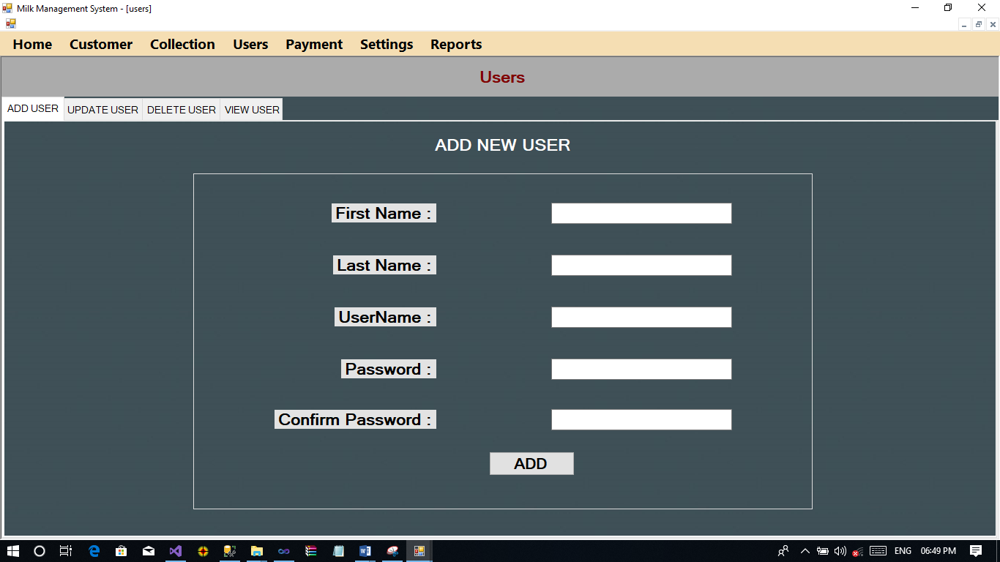 Milk Management System - [users]
Home Customer Collection Users Payment Settings Reports
Users
ADD USER UPDATE USER DELETE USER VIEW USER
ADD NEW USER
First Name :
Last Name :
UserName :
Password :
Confirm Password :
ADD
ENG 06:49 PM